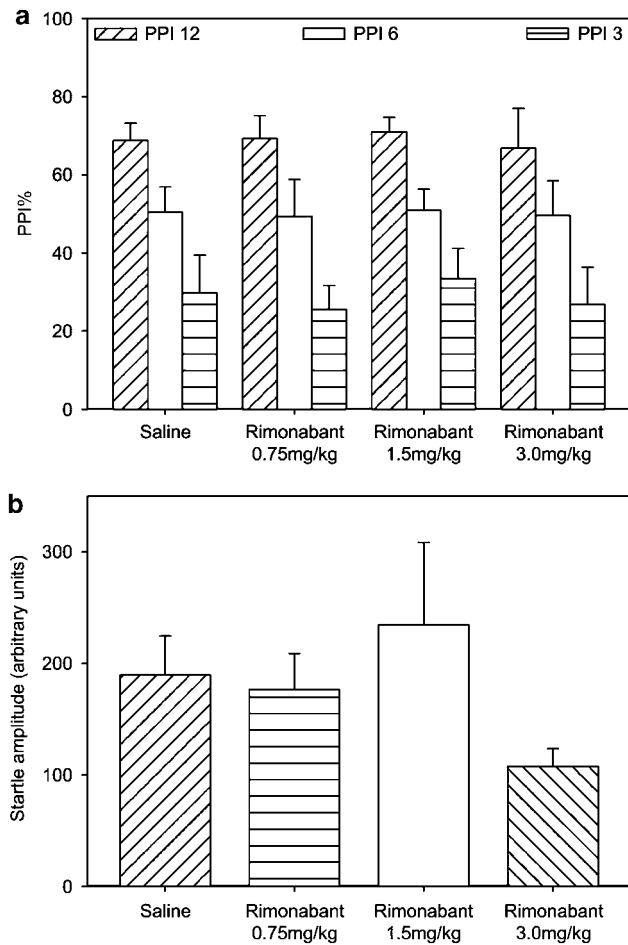 a
PPI 12 PPI 6 PPI 3
100
80
60
40
20
0
PPI%
Saline Rimonabant Rimonabant Rimonabant
0.75mg/kg 1.5mg/kg 3.0mg/kg
b
300
200
100
0
Startle amplitude (arbitrary units)
Saline Rimonabant Rimonabant Rimonabant
0.75mg/kg 1.5mg/kg 3.0mg/kg